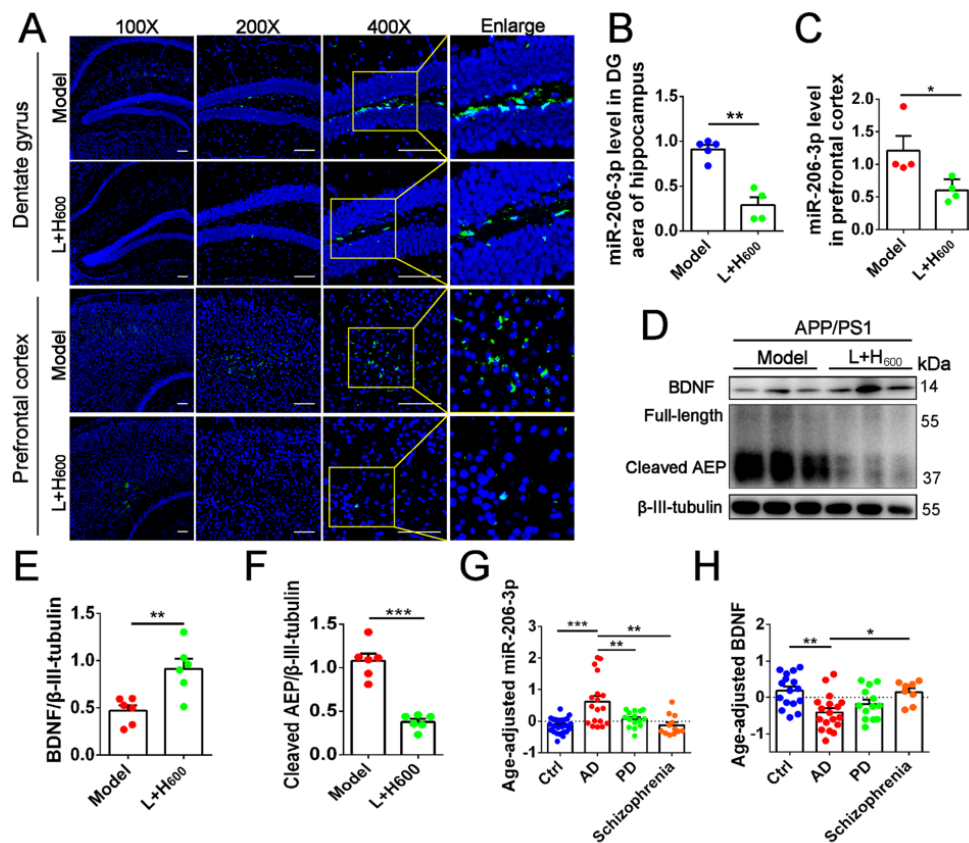 A
100X 200X 400X Enlarge
Dentate gyrus
Model
L+H600
Prefrontal cortex
Model
L+H600
B
miR-206-3p level in DG
aera of hippocampus
1.5
1.0
0.5
0.0
**
Model
L+H600
C
miR-206-3p level
in prefrontal cortex
2.0
1.5
1.0
0.5
0.0
*
Model
L+H600
D
APP/PS1
Model L+H600 kDa
BDNF 14
Full-length 55
Cleaved AEP 37
β-III-tubulin 55
E
BDNF/β-III-tubulin
1.5
1.0
0.5
0.0
**
Model
L+H600
F
Cleaved AEP/β-III-tubulin
1.5
1.0
0.5
0.0
***
Model
L+H600
G
Age-adjusted miR-206-3p
3
2
1
0
-1
*** **
**
Ctrl
AD
PD
Schizophrenia
H
Age-adjusted BDNF
2
1
0
-1
** *
Ctrl
AD
PD
Schizophrenia